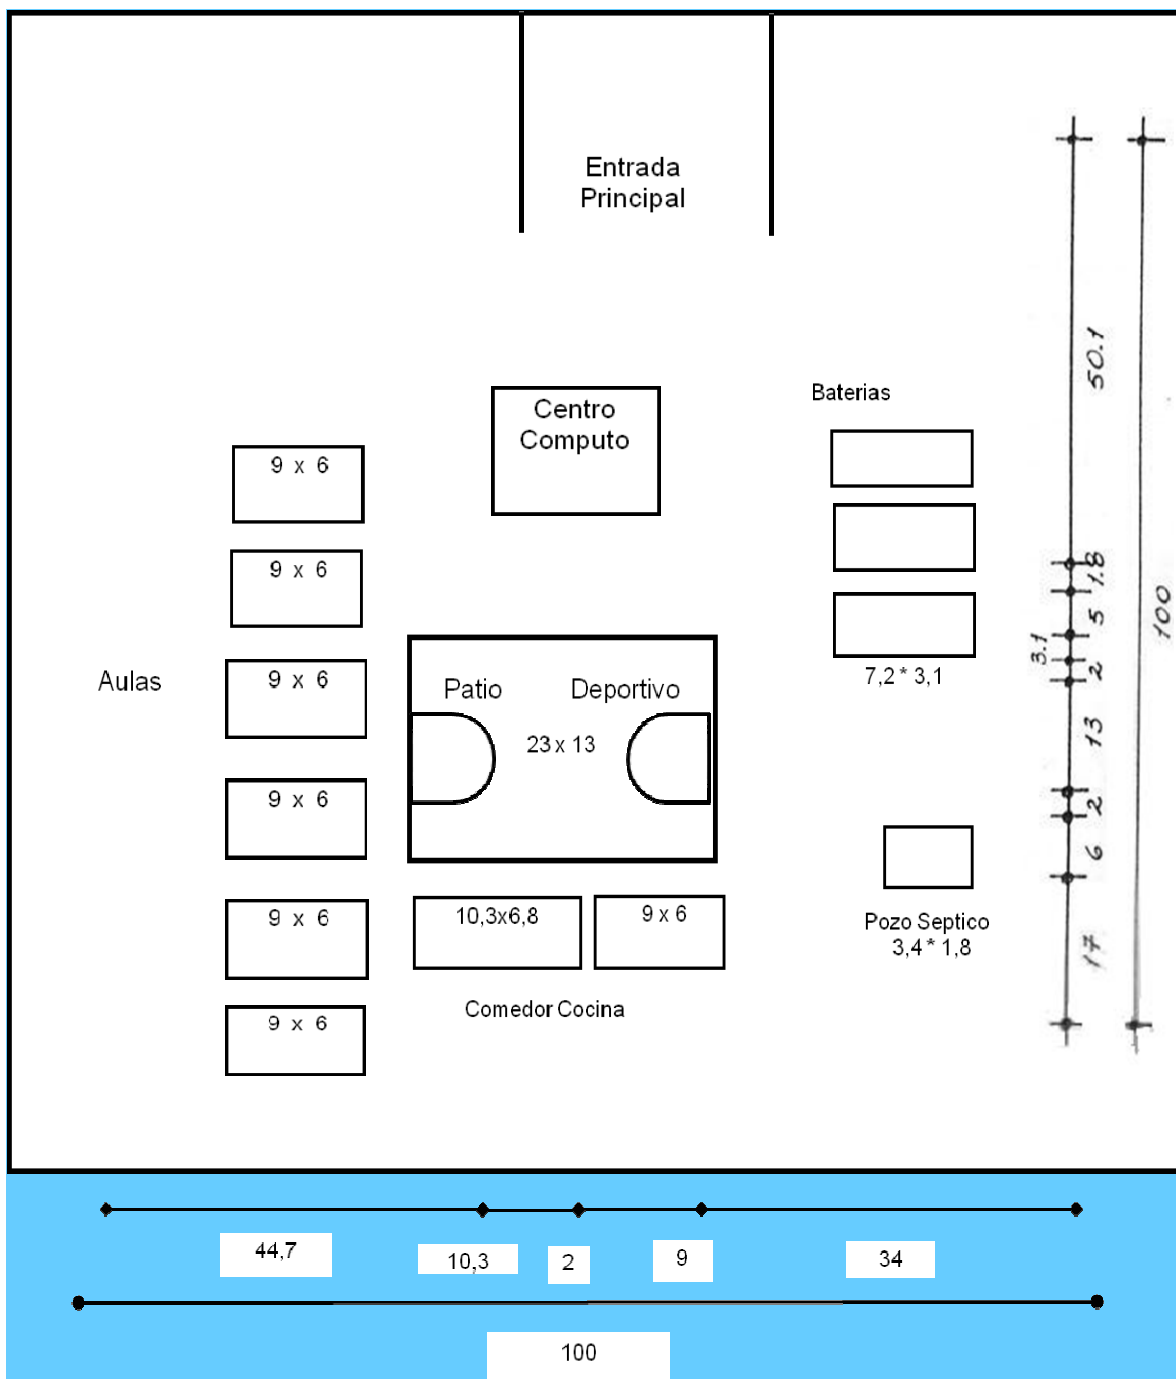 Entrada
Principal
Centro
Computo
Baterias
9 x 6
9 x 6
Aulas
9 x 6
9 x 6
9 x 6
9 x 6
7,2 * 3,1
Patio Deportivo
23 x 13
10,3x6,8
9 x 6
Comedor Cocina
Pozo Septico
3,4 * 1,8
50.1
1.8
5
3.1
2
13
2
6
17
100
44,7
10,3
2
9
34
100